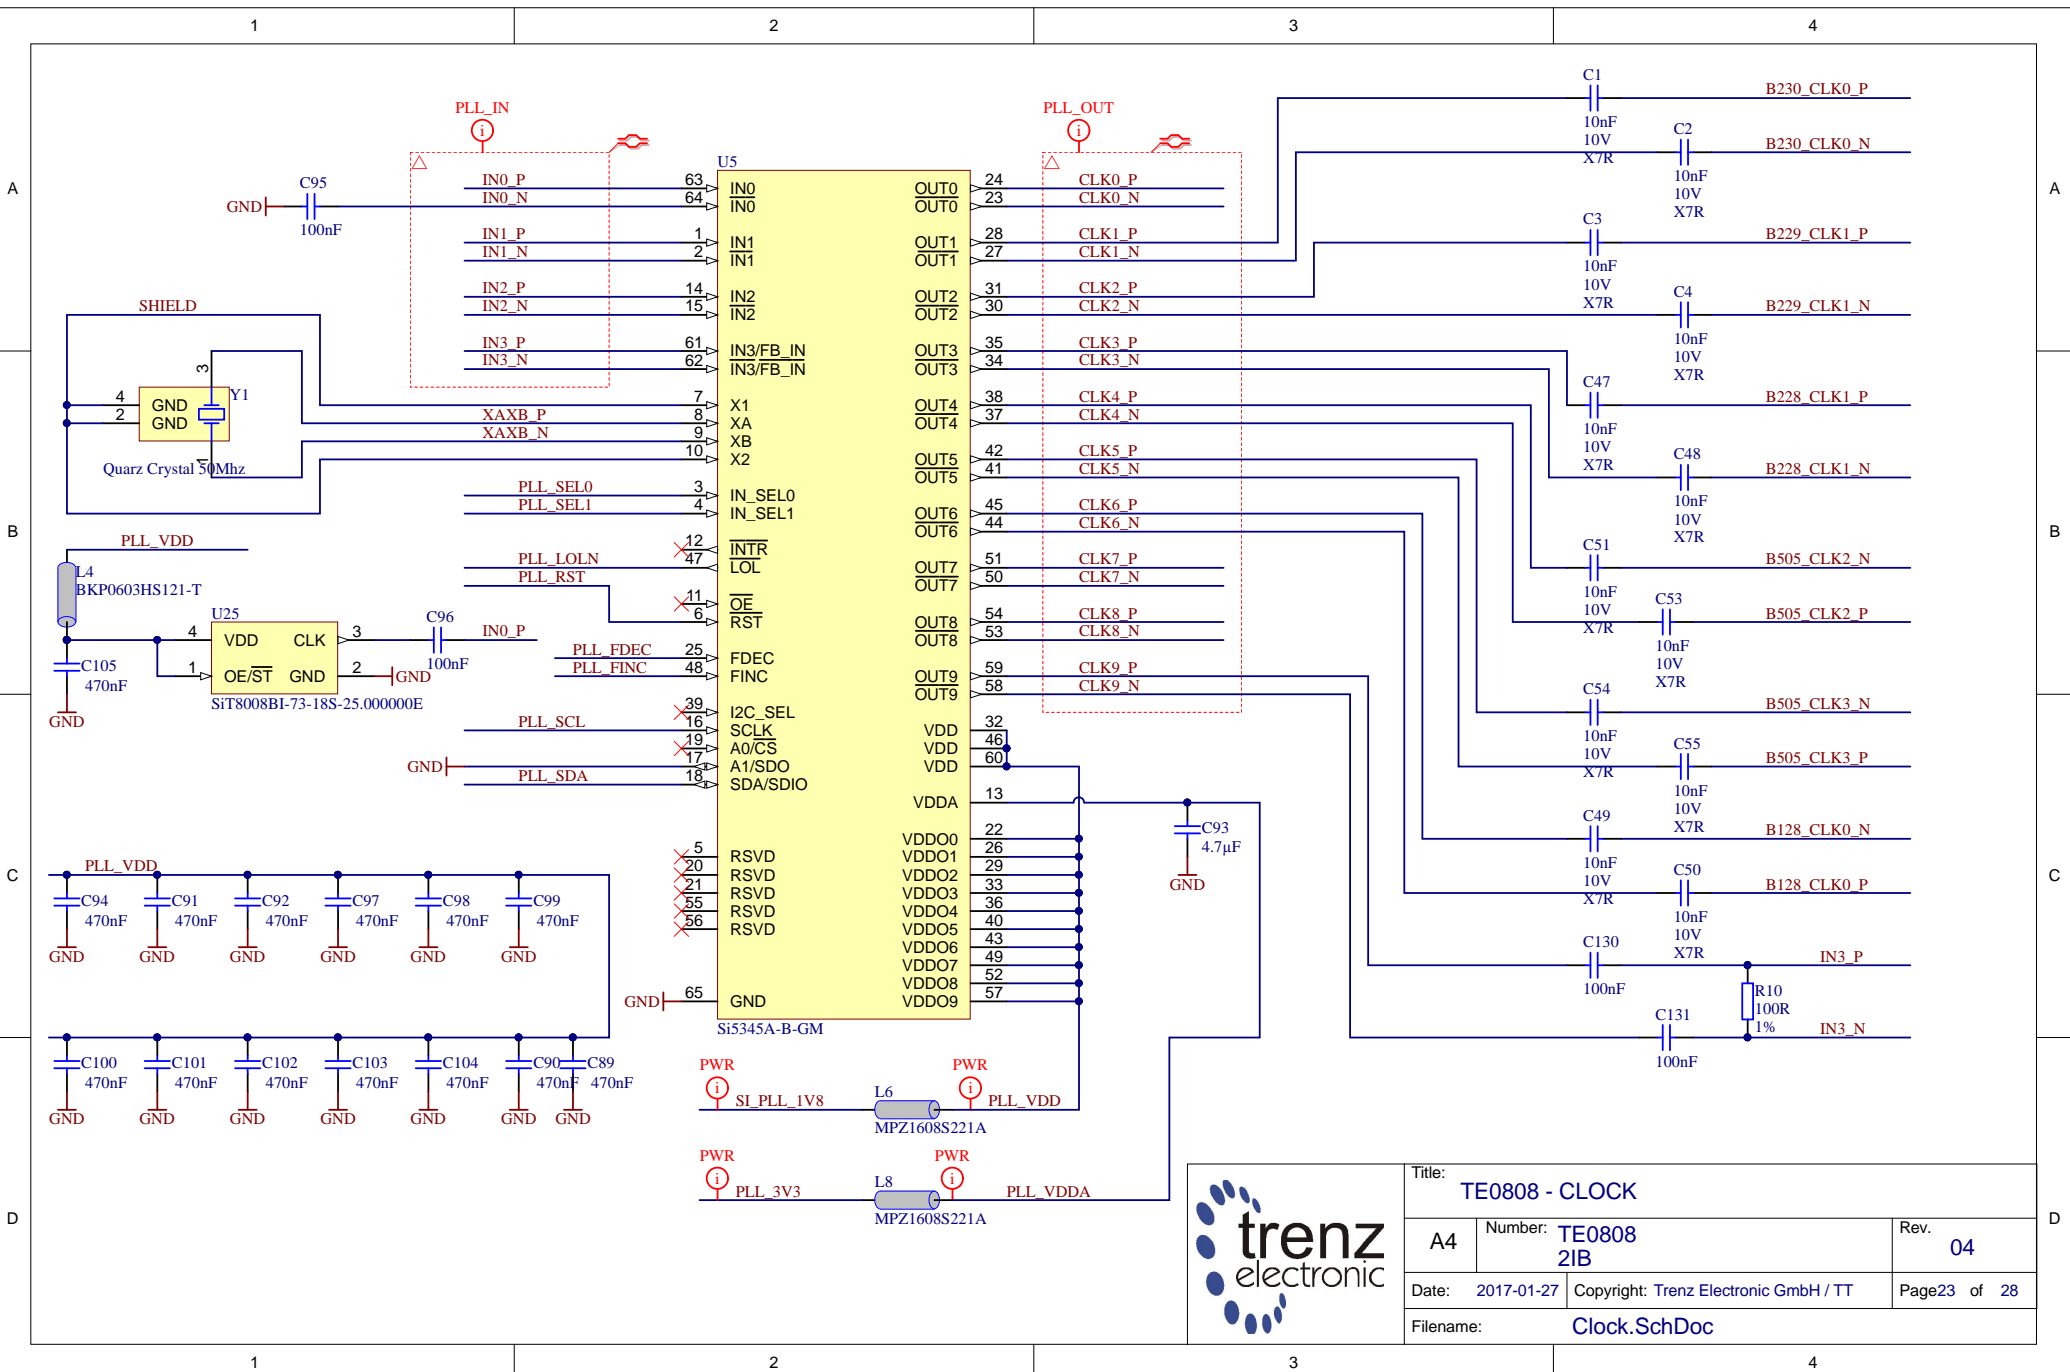 1 2 3 4
A B C D
A B C D
1 2 3 4
PLL_IN
i
PLL_OUT
i
C95
100nF
GND
IN0_P
IN0_N
IN1_P
IN1_N
IN2_P
IN2_N
IN3_P
IN3_N
SHIELD
4 GND
2 GND
3
1
Y1
Quarz Crystal 50Mhz
XAXB_P
XAXB_N
PLL_SEL0
PLL_SEL1
PLL_LOLN
PLL_RST
PLL_FDEC
PLL_FINC
PLL_SCL
GND
PLL_SDA
PLL_VDD
L4
BKP0603HS121-T
C105
470nF
GND
U25
4 VDD CLK 3
1 OE/ST GND 2
GND
SiT8008BI-73-18S-25.000000E
C96
100nF
IN0_P
U5
63 IN0
64 IN0
1 IN1
2 IN1
14 IN2
15 IN2
61 IN3/FB_IN
62 IN3/FB_IN
7 X1
8 XA
9 XB
10 X2
3 IN_SEL0
4 IN_SEL1
12 INTR
47 LOL
11 OE
6 RST
25 FDEC
48 FINC
39 I2C_SEL
16 SCLK
19 A0/CS
17 A1/SDO
18 SDA/SDIO
5 RSVD
20 RSVD
21 RSVD
55 RSVD
56 RSVD
GND 65 GND
OUT0 24 CLK0_P
OUT0 23 CLK0_N
OUT1 28 CLK1_P
OUT1 27 CLK1_N
OUT2 31 CLK2_P
OUT2 30 CLK2_N
OUT3 35 CLK3_P
OUT3 34 CLK3_N
OUT4 38 CLK4_P
OUT4 37 CLK4_N
OUT5 42 CLK5_P
OUT5 41 CLK5_N
OUT6 45 CLK6_P
OUT6 44 CLK6_N
OUT7 51 CLK7_P
OUT7 50 CLK7_N
OUT8 54 CLK8_P
OUT8 53 CLK8_N
OUT9 59 CLK9_P
OUT9 58 CLK9_N
VDD 32
VDD 46
VDD 60
VDDA 13
VDDO0 22
VDDO1 26
VDDO2 29
VDDO3 33
VDDO4 36
VDDO5 40
VDDO6 43
VDDO7 49
VDDO8 52
VDDO9 57
Si5345A-B-GM
C93
4.7µF
GND
PLL_VDD
C94 C91 C92 C97 C98 C99
470nF 470nF 470nF 470nF 470nF 470nF
GND GND GND GND GND GND
C100 C101 C102 C103 C104 C90 C89
470nF 470nF 470nF 470nF 470nF 470nF 470nF
GND GND GND GND GND GND GND
PWR
i
SI_PLL_1V8
L6
MPZ1608S221A
PWR
i
PLL_VDD
PWR
i
PLL_3V3
L8
MPZ1608S221A
PWR
i
PLL_VDDA
C1
10nF
10V
X7R
B230_CLK0_P
C2
10nF
10V
X7R
B230_CLK0_N
C3
10nF
10V
X7R
B229_CLK1_P
C4
10nF
10V
X7R
B229_CLK1_N
C47
10nF
10V
X7R
B228_CLK1_P
C48
10nF
10V
X7R
B228_CLK1_N
C51
10nF
10V
X7R
B505_CLK2_N
C53
10nF
10V
X7R
B505_CLK2_P
C54
10nF
10V
X7R
B505_CLK3_N
C55
10nF
10V
X7R
B505_CLK3_P
C49
10nF
10V
X7R
B128_CLK0_N
C50
10nF
10V
X7R
B128_CLK0_P
C130
100nF
IN3_P
R10
100R
1%
C131
100nF
IN3_N
trenz
electronic
Title:
TE0808 - CLOCK
A4
Number: TE0808
2IB
Rev.
04
Date: 2017-01-27
Copyright: Trenz Electronic GmbH / TT
Page23 of 28
Filename: Clock.SchDoc